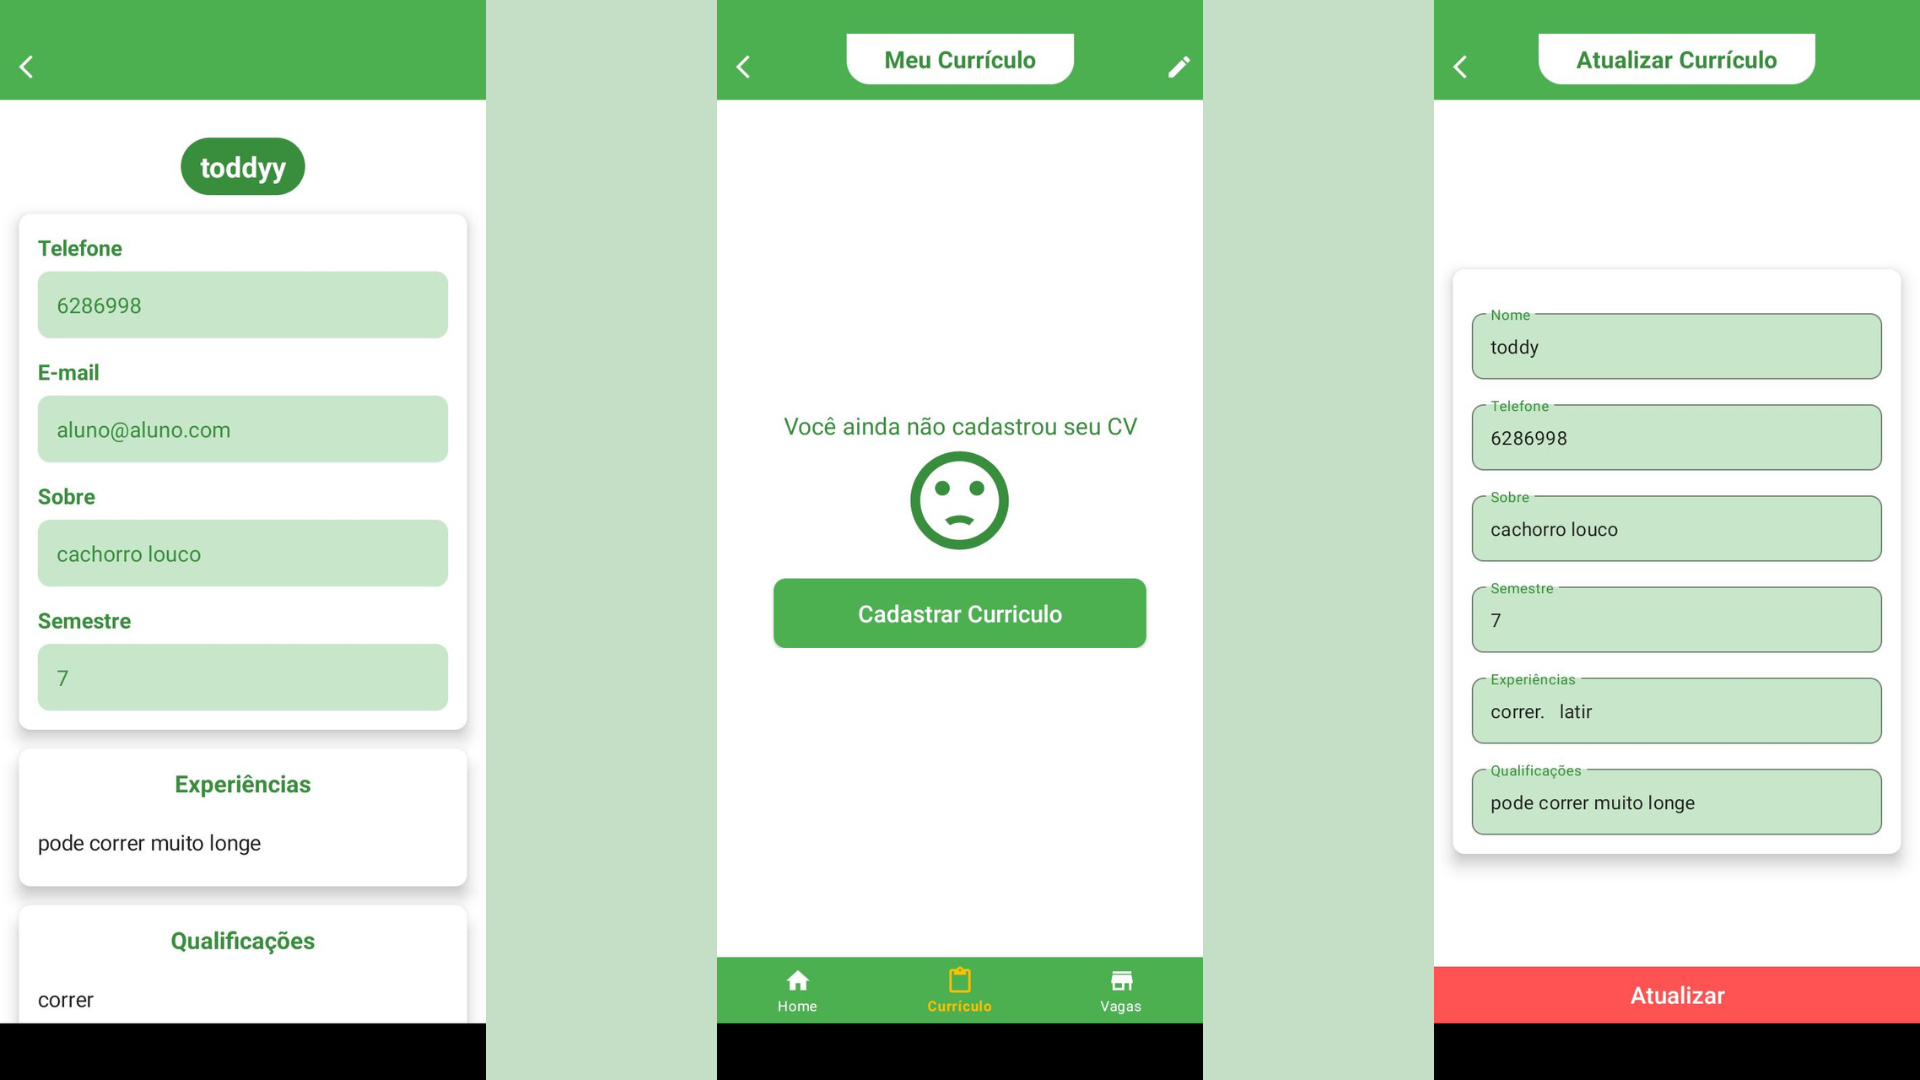 toddyy
Telefone
6286998
E-mail
aluno@aluno.com
Sobre
cachorro louco
Semestre
7
Experiências
pode correr muito longe
Qualificações
correr
Meu Currículo
Você ainda não cadastrou seu CV
Cadastrar Curriculo
Home
Currículo
Vagas
Atualizar Currículo
Nome
toddy
Telefone
6286998
Sobre
cachorro louco
Semestre
7
Experiências
correr. latir
Qualificações
pode correr muito longe
Atualizar